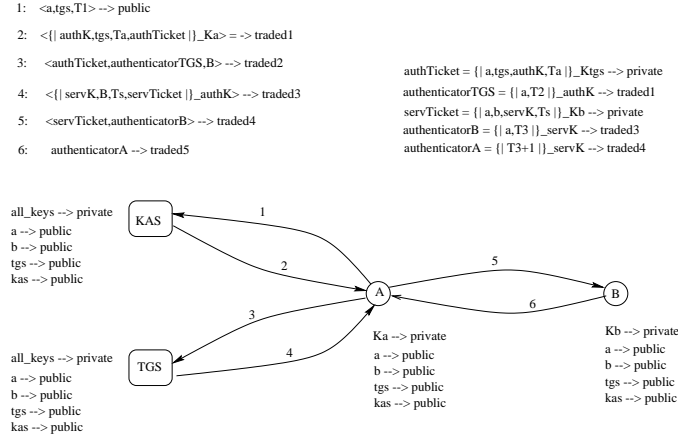 1: <a,tgs,T1> --> public
2: <{| authK,tgs,Ta,authTicket |}_Ka> = -> traded1
3: <authTicket,authenticatorTGS,B> --> traded2
4: <{| servK,B,Ts,servTicket |}_authK> --> traded3
5: <servTicket,authenticatorB> --> traded4
6: authenticatorA --> traded5
authTicket = {| a,tgs,authK,Ta |}_Ktgs --> private
authenticatorTGS = {| a,T2 |}_authK --> traded1
servTicket = {| a,b,servK,Ts |}_Kb --> private
authenticatorB = {| a,T3 |}_servK --> traded3
authenticatorA = {| T3+1 |}_servK --> traded4
all_keys --> private
a --> public
b --> public
tgs --> public
kas --> public
KAS
1
2
3
4
5
6
A
B
Ka --> private
a --> public
b --> public
tgs --> public
kas --> public
Kb --> private
a --> public
b --> public
tgs --> public
kas --> public
all_keys --> private
a --> public
b --> public
tgs --> public
kas --> public
TGS